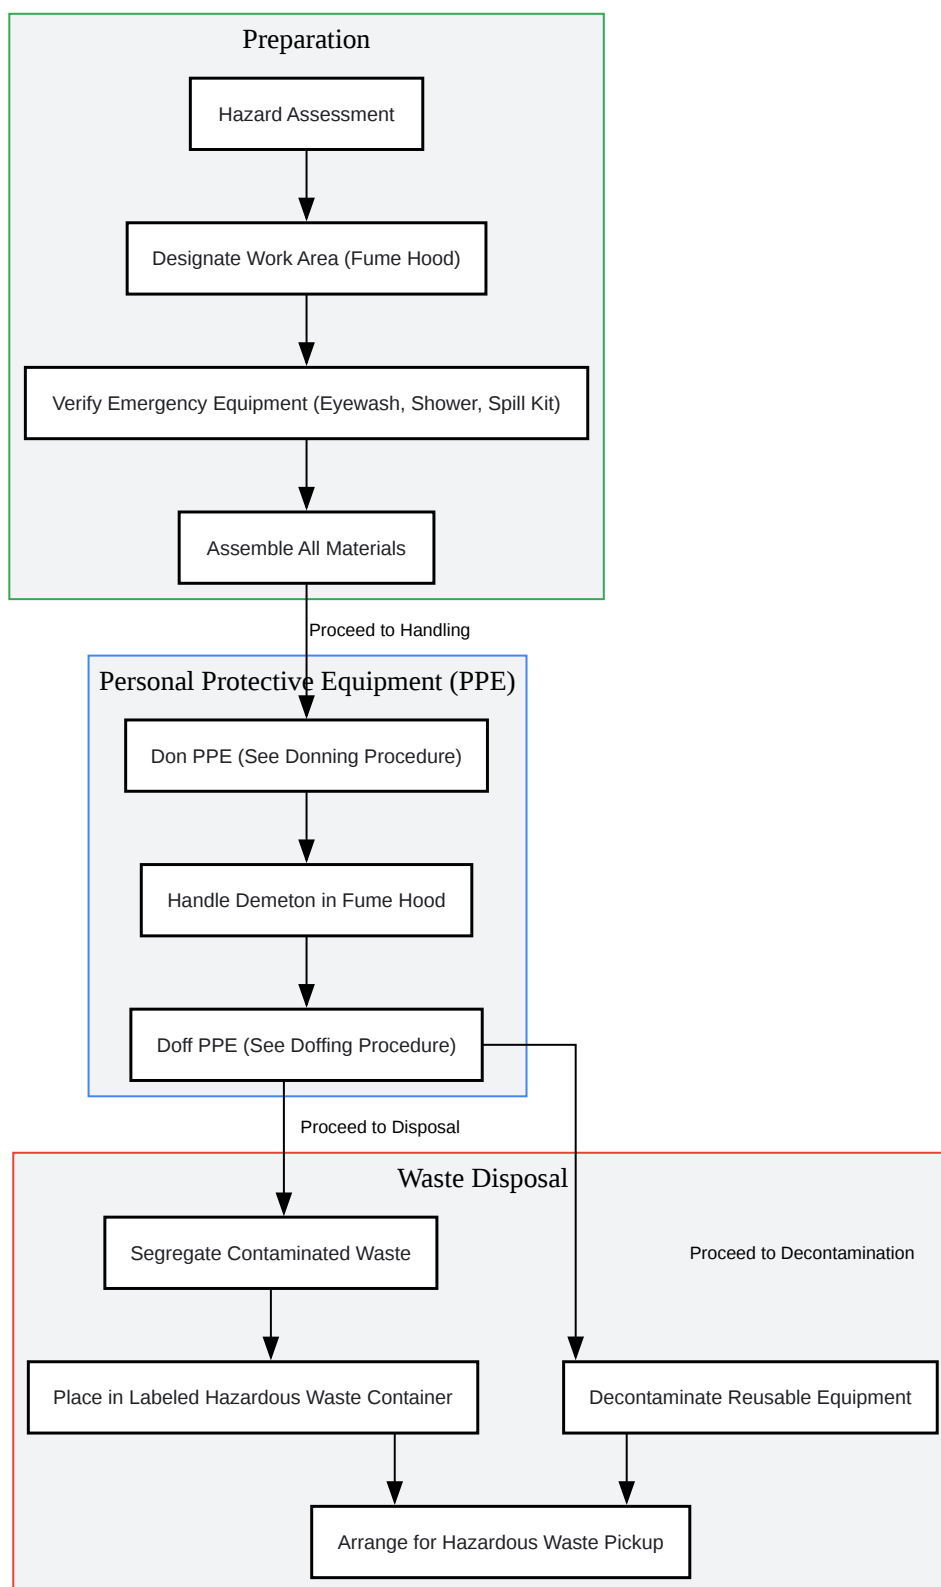 Preparation
Hazard Assessment
Designate Work Area (Fume Hood)
Verify Emergency Equipment (Eyewash, Shower, Spill Kit)
Assemble All Materials
Proceed to Handling
Personal Protective Equipment (PPE)
Don PPE (See Donning Procedure)
Handle Demeton in Fume Hood
Doff PPE (See Doffing Procedure)
Proceed to Disposal
Waste Disposal
Segregate Contaminated Waste
Proceed to Decontamination
Place in Labeled Hazardous Waste Container
Decontaminate Reusable Equipment
Arrange for Hazardous Waste Pickup